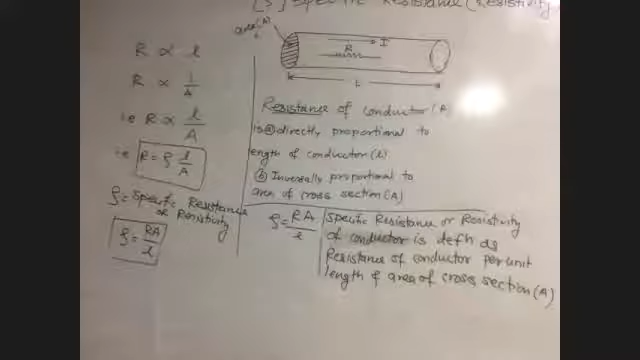 [5] Specific Resistance (Resistivity
area(A)
I
R
L
R ∝ l
R ∝ 1/A
ie R ∝ l/A
ie R = ρ l/A
ρ = Specific Resistance
or Resistivity
ρ = RA/l
Resistance of conductor (R
is ⓐ directly proportional to
length of conductor (l)
ⓑ Inversally proportional to
area of cross section (A)
ρ = RA/l
Specific Resistance or Resistivity
of conductor is defn as
Resistance of conductor per unit
length & area of cross section (A)